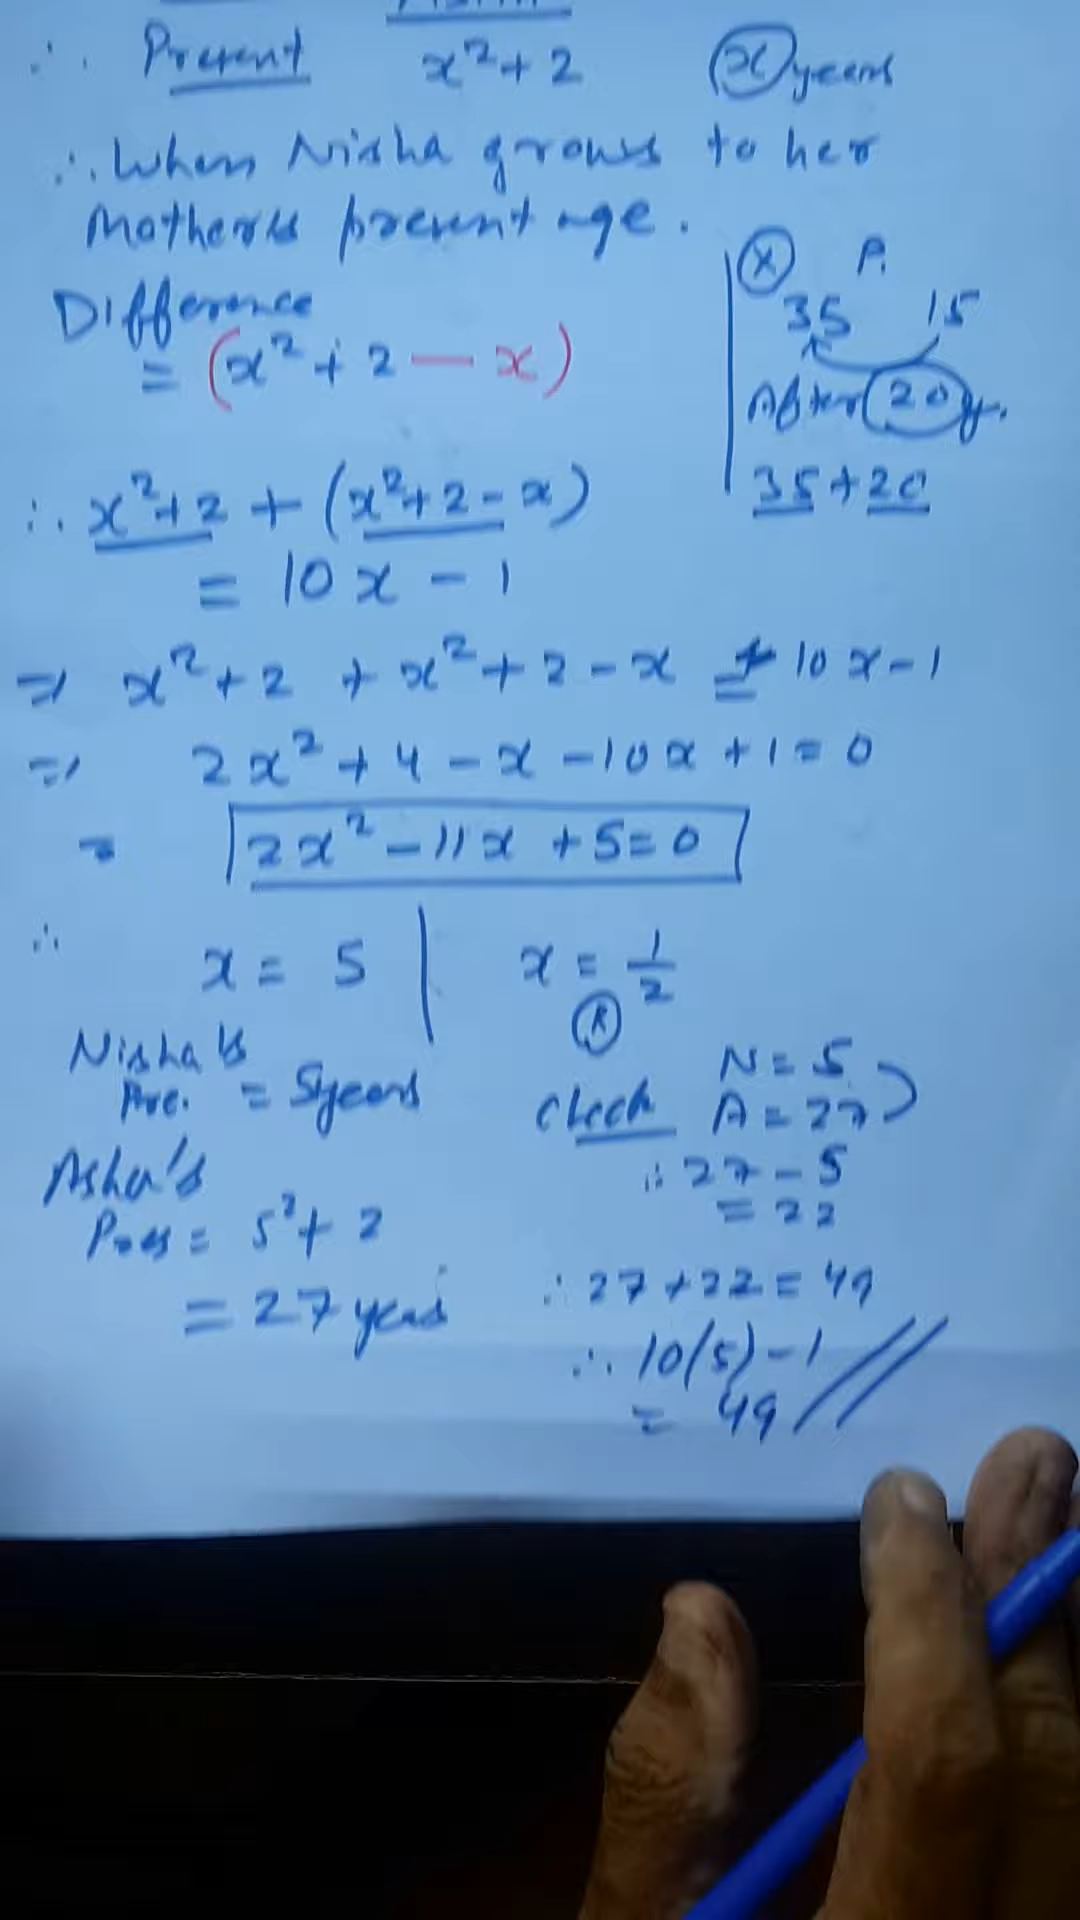 ∴ Present x²+2 x years
∴ When Nisha grows to her
Mother's present age.
Difference
= (x²+2 - x)
x P.
35 15
After 20 y.
35+20
∴ x²+2 + (x²+2-x)
= 10x - 1
⇒ x²+2 + x²+2-x = 10x-1
⇒ 2x²+4-x-10x+1=0
= 2x²-11x+5=0
∴ x = 5 | x = 1/2
Nisha's
Pre. = 5years
Asha's
Pres = 5²+2
= 27 years
Check N = 5
A = 27
∴ 27-5
= 22
∴ 27+22 = 49
∴ 10(5)-1
= 49 //